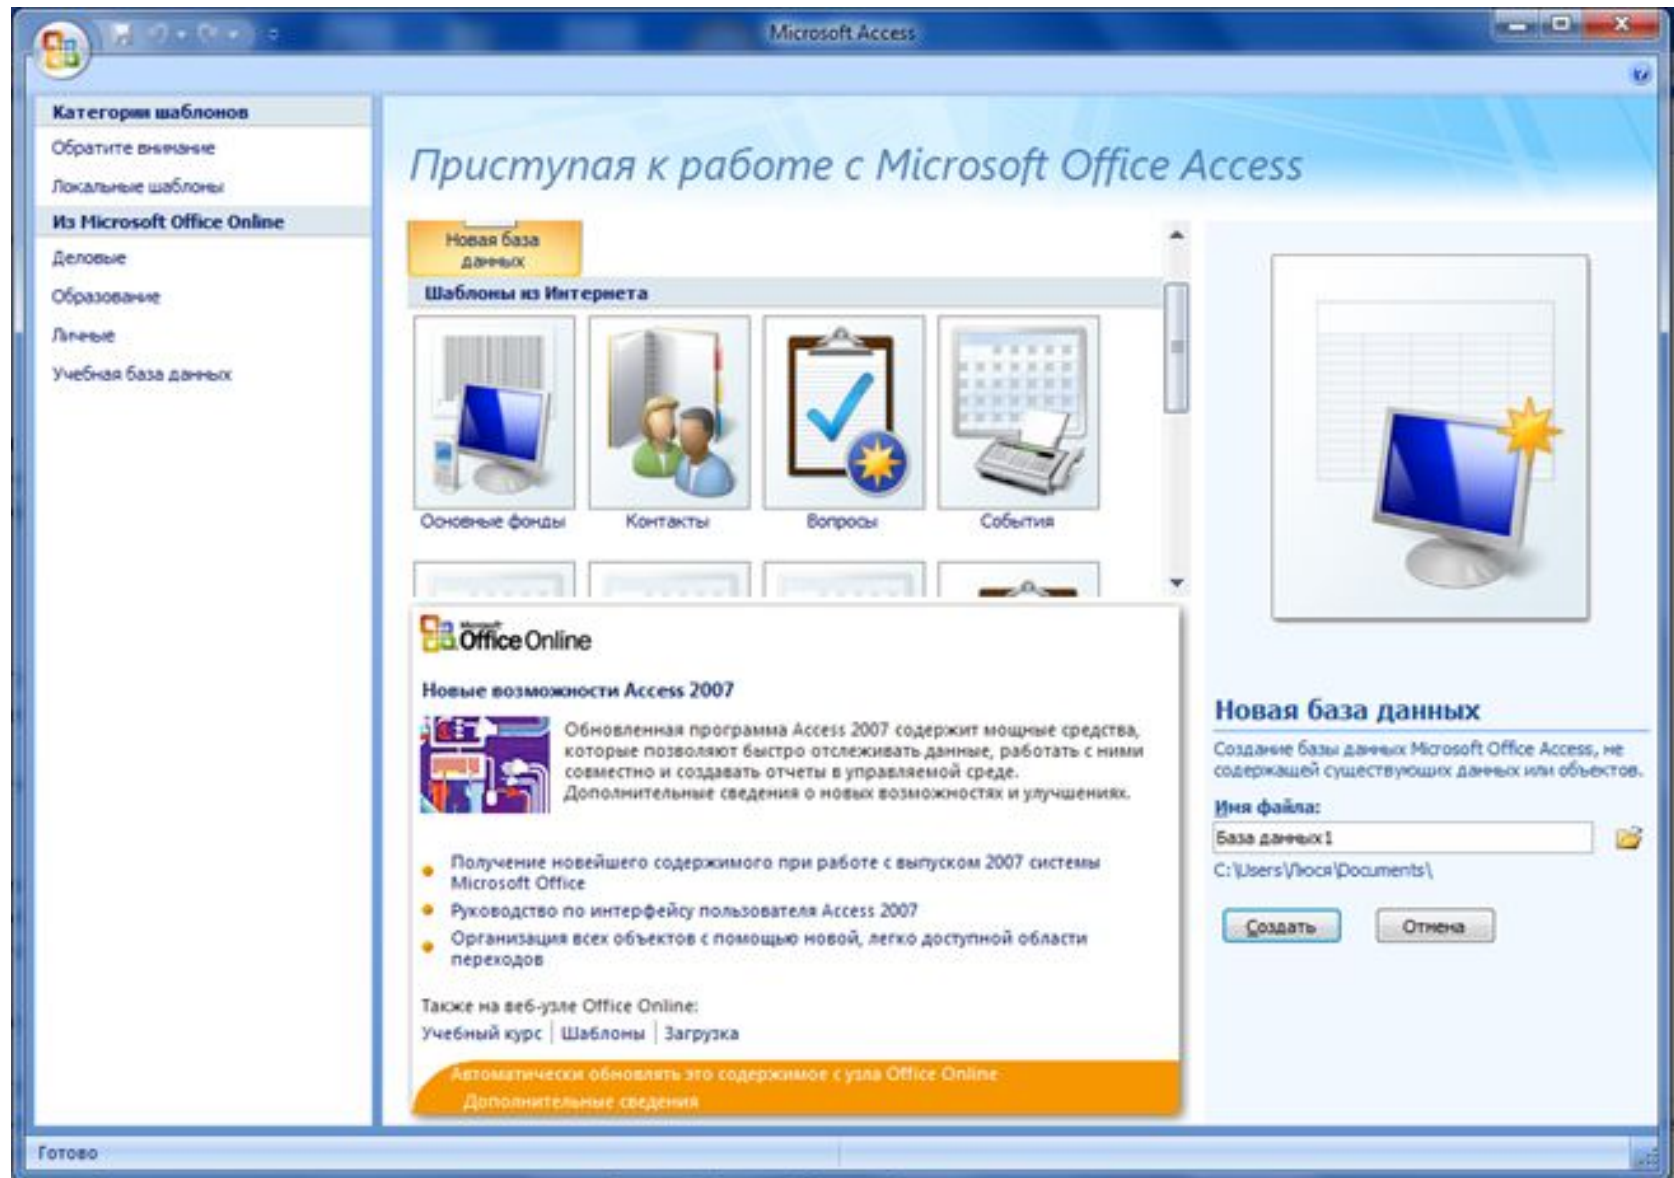 Microsoft Access
Категории шаблонов
Обратите внимание
Локальные шаблоны
Из Microsoft Office Online
Деловые
Образование
Личные
Учебная база данных
Приступая к работе с Microsoft Office Access
Новая база
данных
Шаблоны из Интернета
Основные фонды
Контакты
Вопросы
События
Microsoft
Office Online
Новые возможности Access 2007
Обновленная программа Access 2007 содержит мощные средства,
которые позволяют быстро отслеживать данные, работать с ними
совместно и создавать отчеты в управляемой среде.
Дополнительные сведения о новых возможностях и улучшениях.
Получение новейшего содержимого при работе с выпуском 2007 системы
Microsoft Office
Руководство по интерфейсу пользователя Access 2007
Организация всех объектов с помощью новой, легко доступной области
переходов
Также на веб-узле Office Online:
Учебный курс | Шаблоны | Загрузка
Автоматически обновлять это содержимое с узла Office Online
Дополнительные сведения
Новая база данных
Создание базы данных Microsoft Office Access, не
содержащей существующих данных или объектов.
Имя файла:
База данных1
C:\Users\Люся\Documents\
Создать
Отмена
Готово